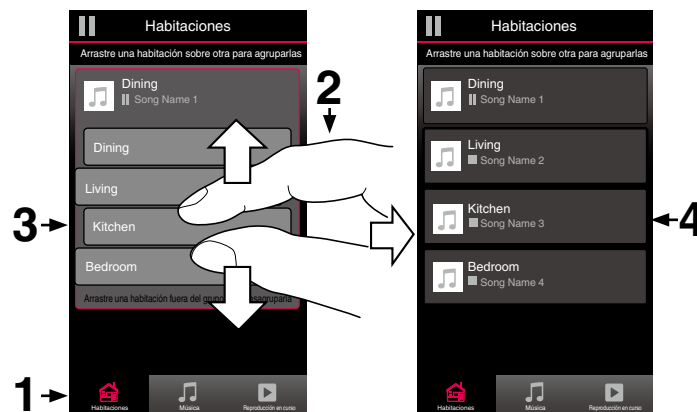 Habitaciones
Arrastre una habitación sobre otra para agruparlas
Dining
Song Name 1
Dining
Living
Kitchen
Bedroom
Arrastre una habitación fuera del grupo desagruparla
Habitaciones
Música
Reproducción en curso
1
2
3
Habitaciones
Arrastre una habitación sobre otra para agruparlas
Dining
Song Name 1
Living
Song Name 2
Kitchen
Song Name 3
Bedroom
Song Name 4
Habitaciones
Música
Reproducción en curso
4